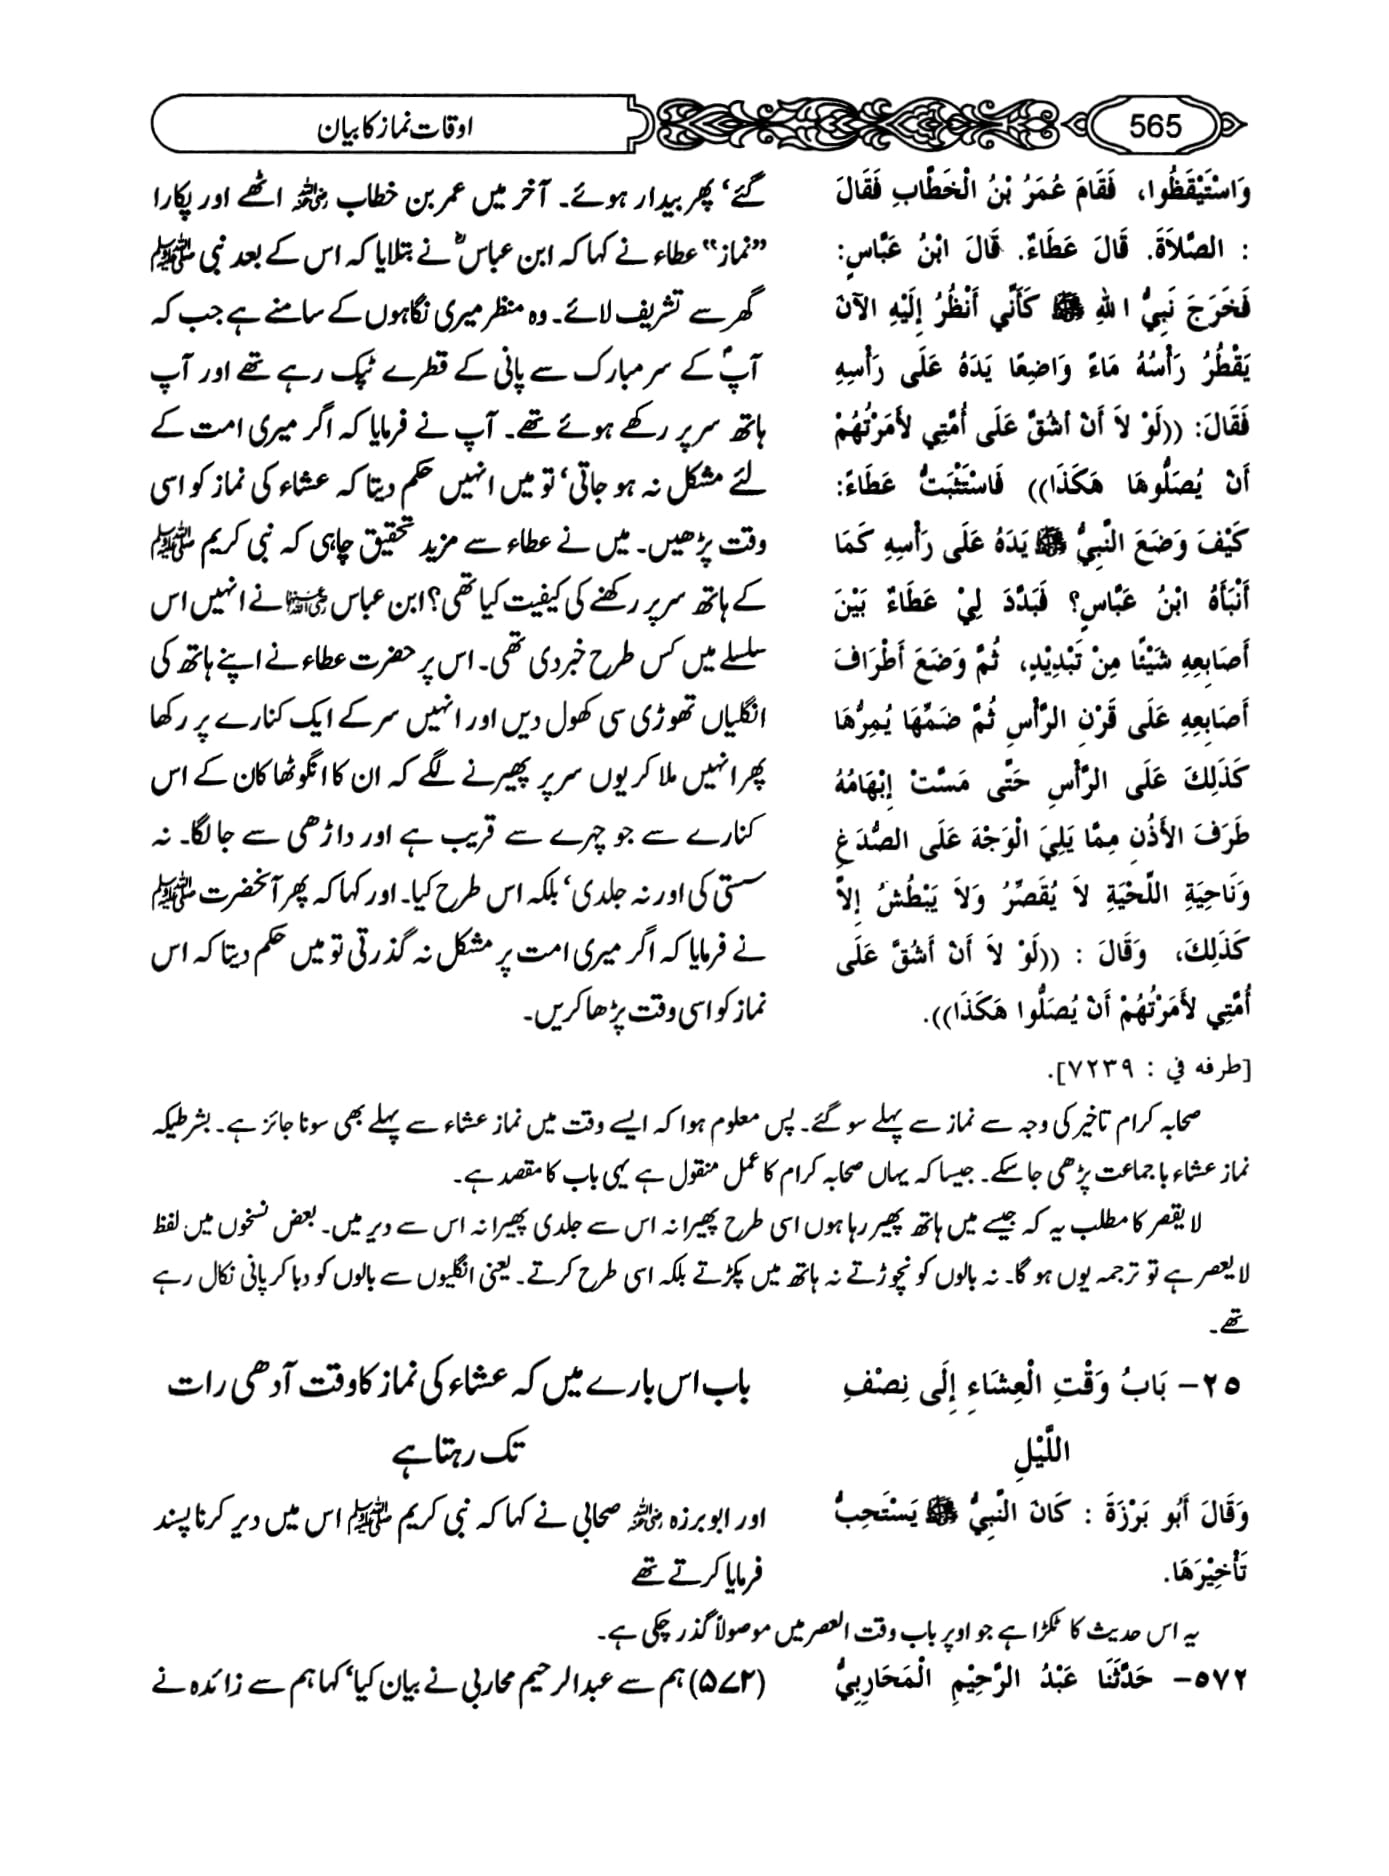 565
اوقات نماز کا بیان
وَاسْتَيْقَظُوا، فَقَامَ عُمَرُ بْنُ الْخَطَّابِ فَقَالَ
: الصَّلاَةَ. قَالَ عَطَاءٌ. قَالَ ابْنُ عَبَّاسٍ:
فَخَرَجَ نَبِيُّ اللهِ ﷺ كَأَنِّي أَنْظُرُ إِلَيْهِ الآنَ
يَقْطُرُ رَأْسُهُ مَاءً وَاضِعًا يَدَهُ عَلَى رَأْسِهِ
فَقَالَ: ((لَوْ لاَ أَنْ أَشُقَّ عَلَى أُمَّتِي لأَمَرْتُهُمْ
أَنْ يُصَلُّوهَا هَكَذَا)) فَاسْتَثْبَتُّ عَطَاءً:
كَيْفَ وَضَعَ النَّبِيُّ ﷺ يَدَهُ عَلَى رَأْسِهِ كَمَا
أَنْبَأَهُ ابْنُ عَبَّاسٍ؟ فَبَدَّدَ لِيْ عَطَاءٌ بَيْنَ
أَصَابِعِهِ شَيْئًا مِنْ تَبْدِيْدٍ، ثُمَّ وَضَعَ أَطْرَافَ
أَصَابِعِهِ عَلَى قَرْنِ الرَّأْسِ ثُمَّ ضَمَّهَا يُمِرُّهَا
كَذَلِكَ عَلَى الرَّأْسِ حَتَّى مَسَّتْ إِبْهَامُهُ
طَرَفَ الأُذُنِ مِمَّا يَلِيَ الْوَجْهَ عَلَى الصُّدَغِ
وَنَاحِيَةِ اللَّحْيَةِ لاَ يُقَصِّرُ وَلاَ يَبْطُشُ إِلاَّ
كَذَلِكَ، وَقَالَ : ((لَوْ لاَ أَنْ أَشُقَّ عَلَى
أُمَّتِي لأَمَرْتُهُمْ أَنْ يُصَلُّوا هَكَذَا)).
[طرفه في : ٧٢٣٩].
گئے‘ پھر بیدار ہوئے۔ آخر میں عمر بن خطاب رضی اللہ عنہ اٹھے اور پکارا
”نماز“ عطاء نے کہا کہ ابن عباسؓ نے بتلایا کہ اس کے بعد نبی ﷺ
گھر سے تشریف لائے۔ وہ منظر میری نگاہوں کے سامنے ہے جب کہ
آپؐ کے سر مبارک سے پانی کے قطرے ٹپک رہے تھے اور آپ
ہاتھ سر پر رکھے ہوئے تھے۔ آپ نے فرمایا کہ اگر میری امت کے
لئے مشکل نہ ہو جاتی‘ تو میں انہیں حکم دیتا کہ عشاء کی نماز کو اسی
وقت پڑھیں۔ میں نے عطاء سے مزید تحقیق چاہی کہ نبی کریم ﷺ
کے ہاتھ سر پر رکھنے کی کیفیت کیا تھی؟ ابن عباس رضی اللہ عنہما نے انہیں اس
سلسلے میں کس طرح خبر دی تھی۔ اس پر حضرت عطاء نے اپنے ہاتھ کی
انگلیاں تھوڑی سی کھول دیں اور انہیں سر کے ایک کنارے پر رکھا
پھر انہیں ملا کر یوں سر پر پھیرنے لگے کہ ان کا انگوٹھا کان کے اس
کنارے سے جو چہرے سے قریب ہے اور داڑھی سے جا لگا۔ نہ
سستی کی اور نہ جلدی‘ بلکہ اس طرح کیا۔ اور کہا کہ پھر آنحضرت ﷺ
نے فرمایا کہ اگر میری امت پر مشکل نہ گذرتی تو میں حکم دیتا کہ اس
نماز کو اسی وقت پڑھا کریں۔
صحابہ کرام تاخیر کی وجہ سے نماز سے پہلے سو گئے۔ پس معلوم ہوا کہ ایسے وقت میں نماز عشاء سے پہلے بھی سونا جائز ہے۔ بشرطیکہ
نماز عشاء با جماعت پڑھی جا سکے۔ جیسا کہ یہاں صحابہ کرام کا عمل منقول ہے یہی باب کا مقصد ہے۔
لا یقصر کا مطلب یہ کہ جیسے میں ہاتھ پھیر رہا ہوں اسی طرح پھیرا نہ اس سے جلدی پھیرا نہ اس سے دیر میں۔ بعض نسخوں میں لفظ
لا یعصر ہے تو ترجمہ یوں ہو گا۔ نہ بالوں کو نچوڑتے نہ ہاتھ میں پکڑتے بلکہ اسی طرح کرتے۔ یعنی انگلیوں سے بالوں کو دبا کر پانی نکال رہے
تھے۔
٢٥- بَابُ وَقْتِ الْعِشَاءِ إِلَى نِصْفِ
اللَّيْلِ
باب اس بارے میں کہ عشاء کی نماز کا وقت آدھی رات
تک رہتا ہے
وَقَالَ أَبُو بَرْزَةَ : كَانَ النَّبِيُّ ﷺ يَسْتَحِبُّ
تَأْخِيْرَهَا.
اور ابو برزہ رضی اللہ عنہ صحابی نے کہا کہ نبی کریم ﷺ اس میں دیر کرنا پسند
فرمایا کرتے تھے
یہ اس حدیث کا ٹکڑا ہے جو اوپر باب وقت العصر میں موصولاً گذر چکی ہے۔
٥٧٢- حَدَّثَنَا عَبْدُ الرَّحِيْمِ الْمَحَارِبِيُّ
(۵۷۲) ہم سے عبدالرحیم محاربی نے بیان کیا‘ کہا ہم سے زائدہ نے